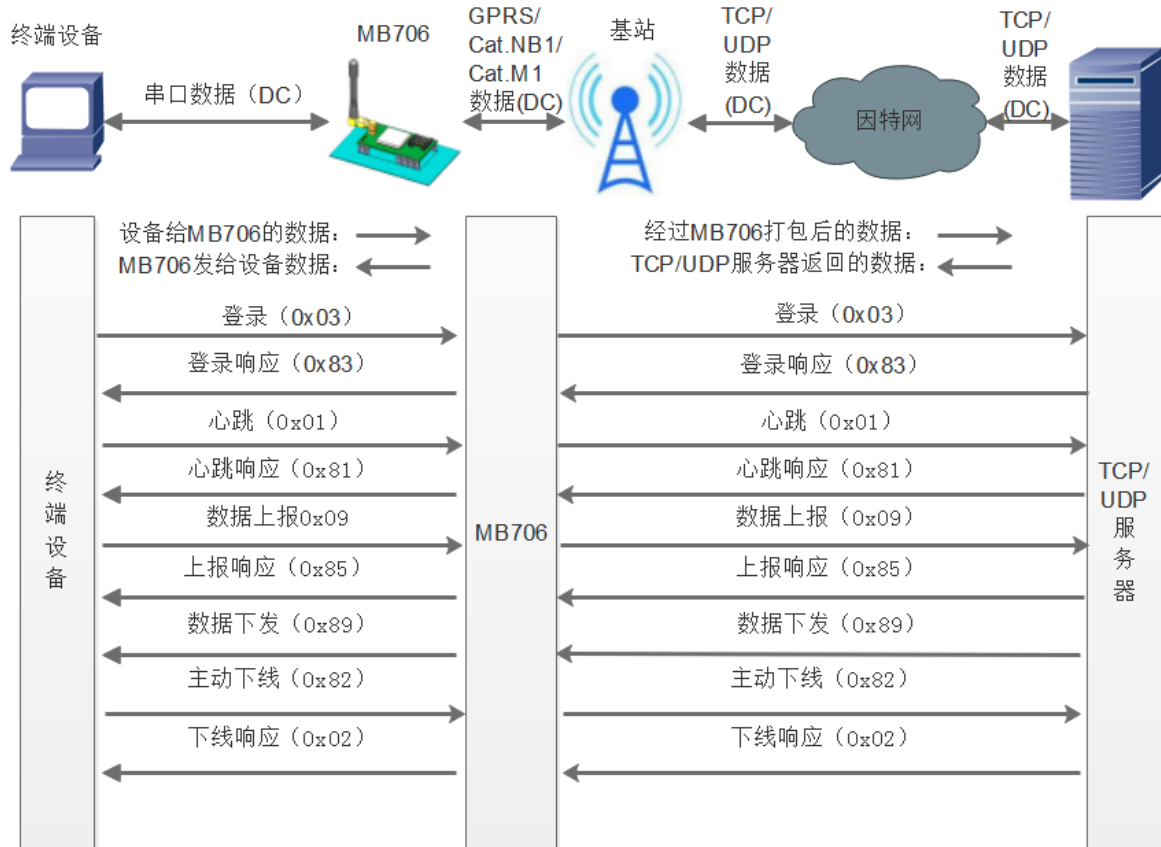 终端设备
MB706
GPRS/
Cat.NB1/
Cat.M1
数据(DC)
基站
TCP/
UDP
数据
(DC)
TCP/
UDP
数据
(DC)
串口数据（DC）
因特网
设备给MB706的数据：
MB706发给设备数据：
经过MB706打包后的数据：
TCP/UDP服务器返回的数据：
登录（0x03）
登录（0x03）
登录响应（0x83）
登录响应（0x83）
心跳（0x01）
心跳（0x01）
心跳响应（0x81）
心跳响应（0x81）
数据上报0x09
数据上报（0x09）
上报响应（0x85）
上报响应（0x85）
数据下发（0x89）
数据下发（0x89）
主动下线（0x82）
主动下线（0x82）
下线响应（0x02）
下线响应（0x02）
终
端
设
备
MB706
TCP/
UDP
服
务
器